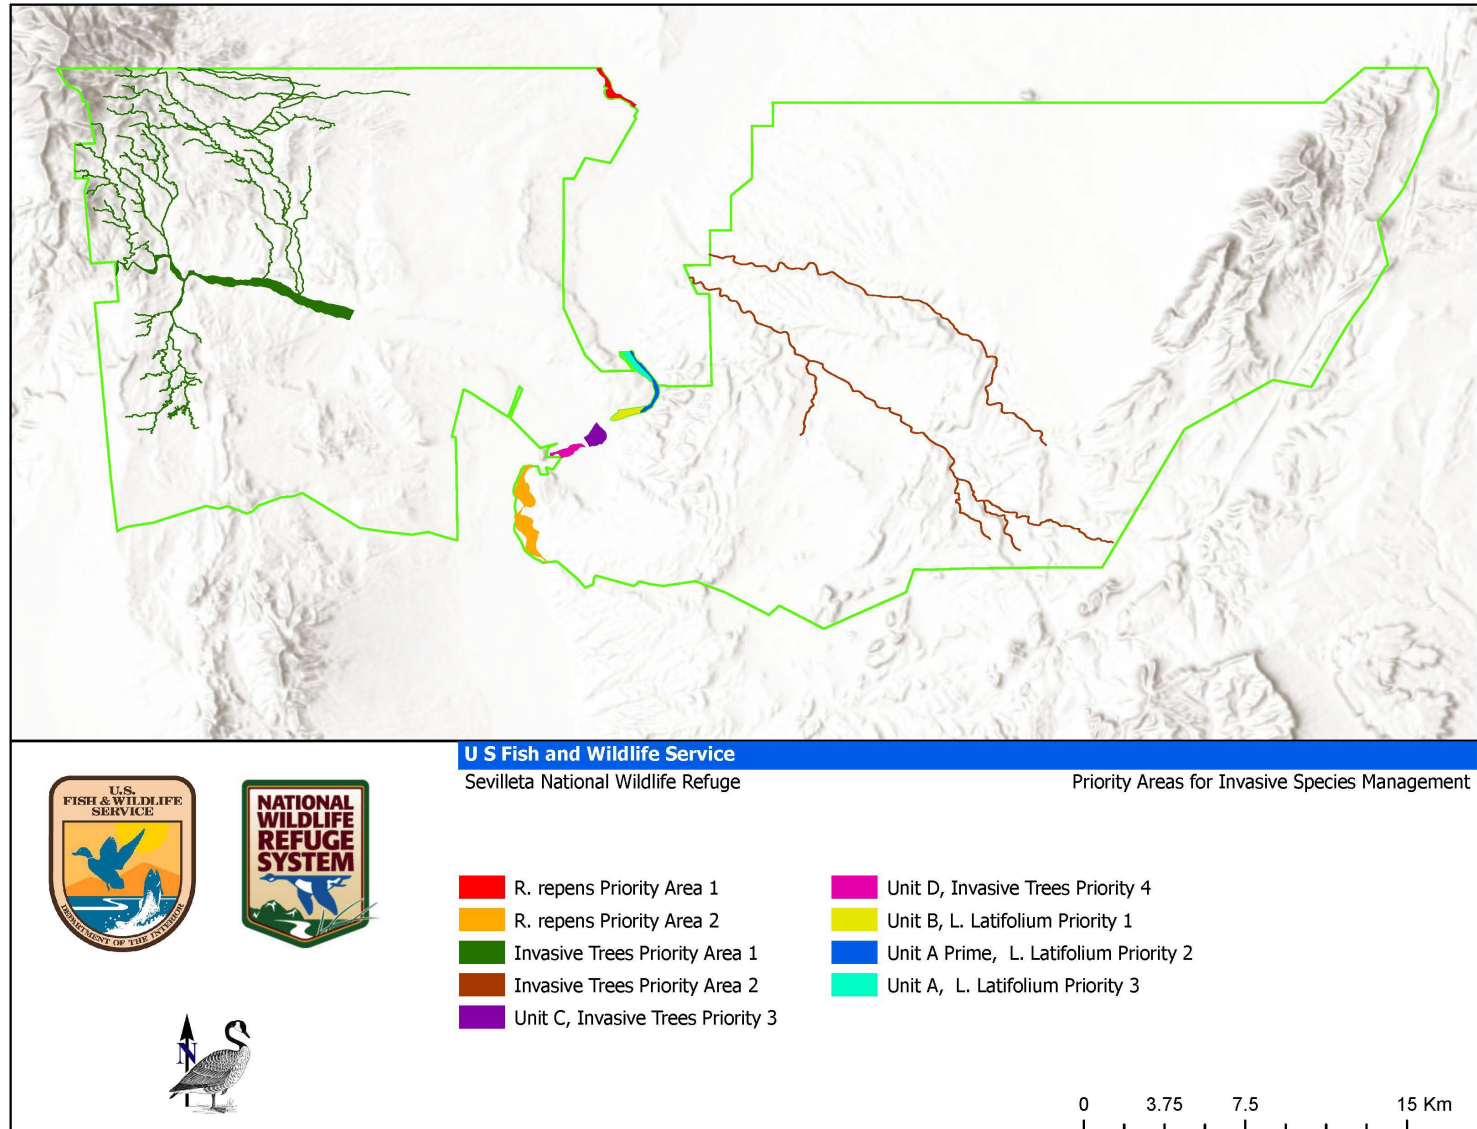 U S Fish and Wildlife Service
Sevilleta National Wildlife Refuge
Priority Areas for Invasive Species Management
U.S.
FISH & WILDLIFE
SERVICE
DEPARTMENT OF THE INTERIOR
NATIONAL
WILDLIFE
REFUGE
SYSTEM
R. repens Priority Area 1
R. repens Priority Area 2
Invasive Trees Priority Area 1
Invasive Trees Priority Area 2
Unit C, Invasive Trees Priority 3
Unit D, Invasive Trees Priority 4
Unit B, L. Latifolium Priority 1
Unit A Prime, L. Latifolium Priority 2
Unit A, L. Latifolium Priority 3
N
0 3.75 7.5 15 Km